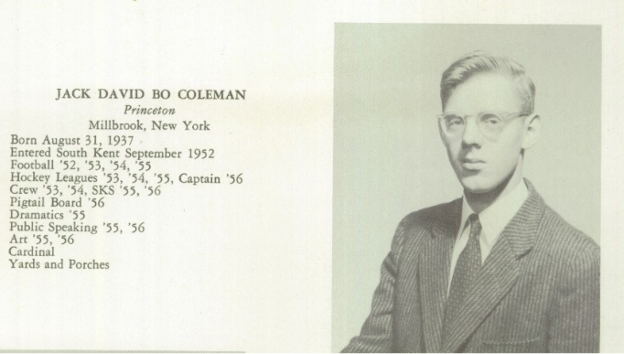 JACK DAVID BO COLEMAN
Princeton
Millbrook, New York
Born August 31, 1937
Entered South Kent September 1952
Football '52, '53, '54, '55
Hockey Leagues '53, '54, '55, Captain '56
Crew '53, '54, SKS '55, '56
Pigtail Board '56
Dramatics '55
Public Speaking '55, '56
Art '55, '56
Cardinal
Yards and Porches